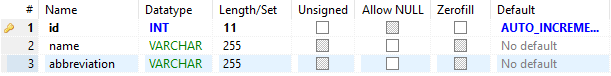 # Name Datatype Length/Set Unsigned Allow NULL Zerofill Default
1 id INT 11 AUTO_INCREME...
2 name VARCHAR 255 No default
3 abbreviation VARCHAR 255 No default